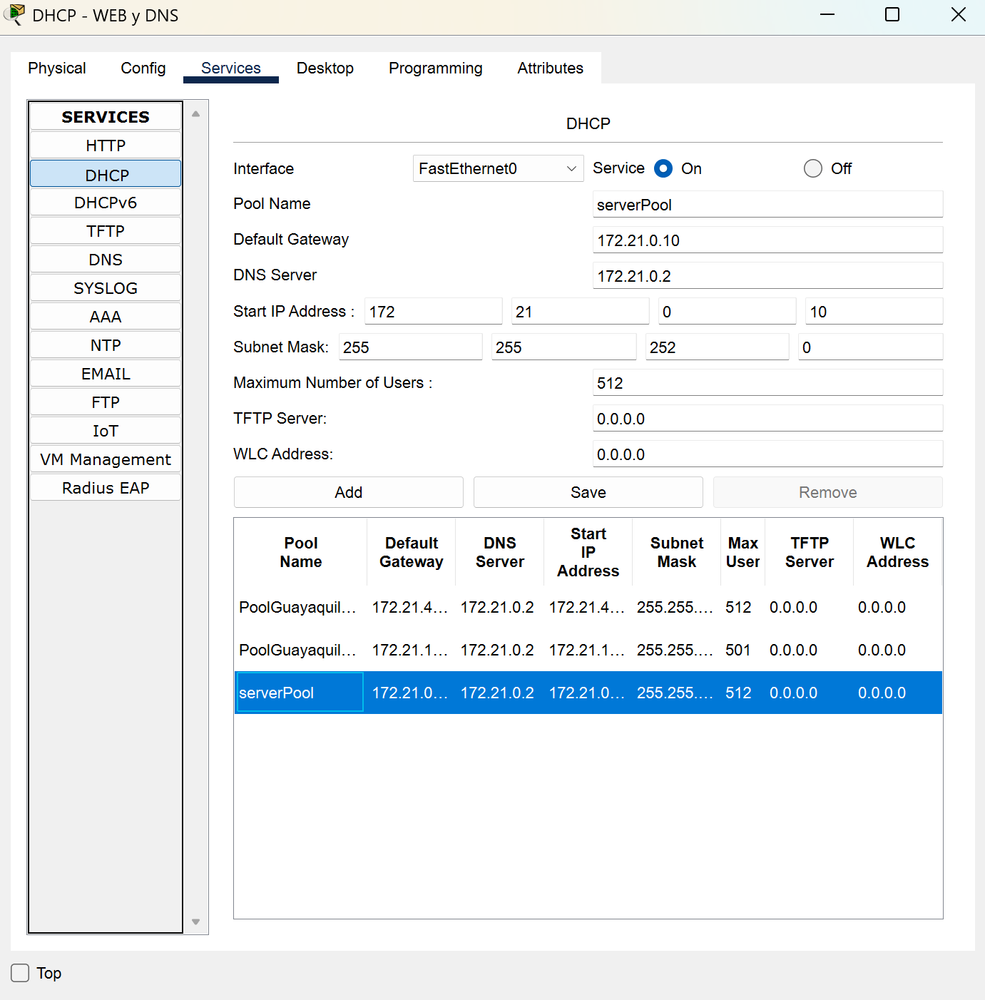 DHCP - WEB y DNS
Physical Config Services Desktop Programming Attributes
SERVICES
HTTP
DHCP
DHCPv6
TFTP
DNS
SYSLOG
AAA
NTP
EMAIL
FTP
IoT
VM Management
Radius EAP
DHCP
Interface FastEthernet0 Service On Off
Pool Name serverPool
Default Gateway 172.21.0.10
DNS Server 172.21.0.2
Start IP Address : 172 21 0 10
Subnet Mask: 255 255 252 0
Maximum Number of Users : 512
TFTP Server: 0.0.0.0
WLC Address: 0.0.0.0
Add Save Remove
Pool Name Default Gateway DNS Server Start IP Address Subnet Mask Max User TFTP Server WLC Address
PoolGuayaquil... 172.21.4... 172.21.0.2 172.21.4... 255.255.... 512 0.0.0.0 0.0.0.0
PoolGuayaquil... 172.21.1... 172.21.0.2 172.21.1... 255.255.... 501 0.0.0.0 0.0.0.0
serverPool 172.21.0... 172.21.0.2 172.21.0... 255.255.... 512 0.0.0.0 0.0.0.0
Top